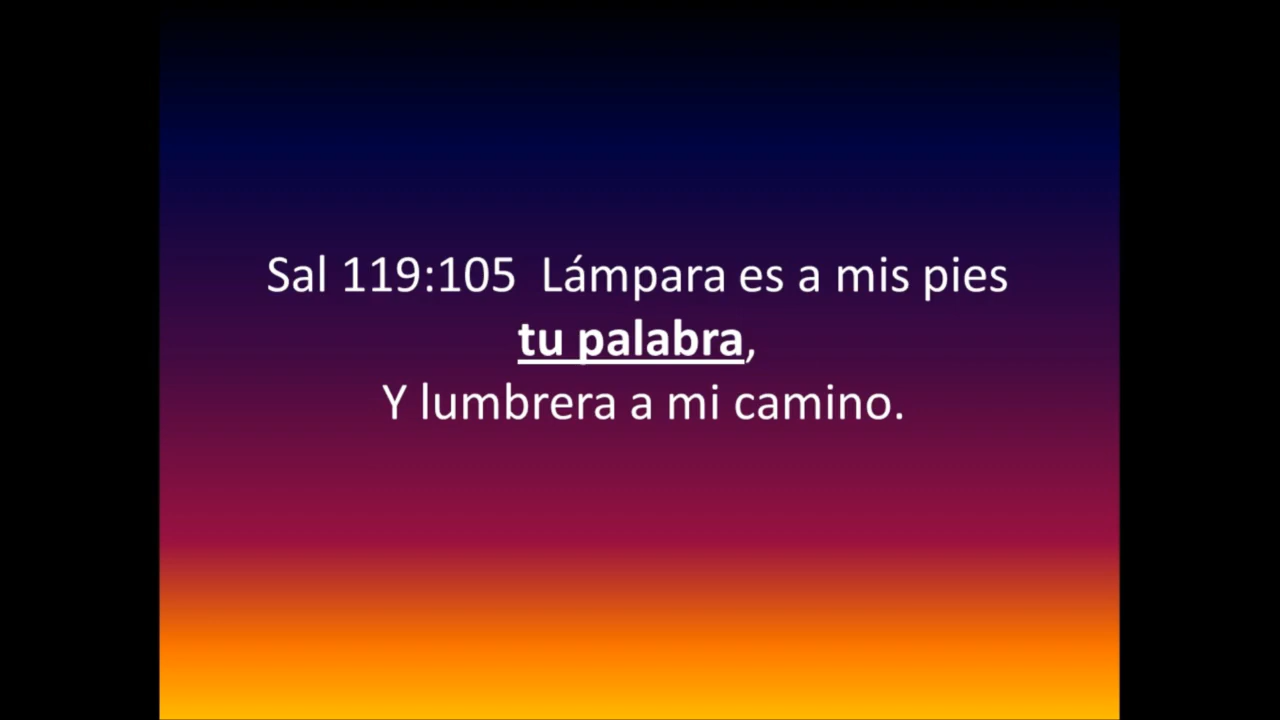 Sal 119:105  Lámpara es a mis pies
tu palabra,
Y lumbrera a mi camino.